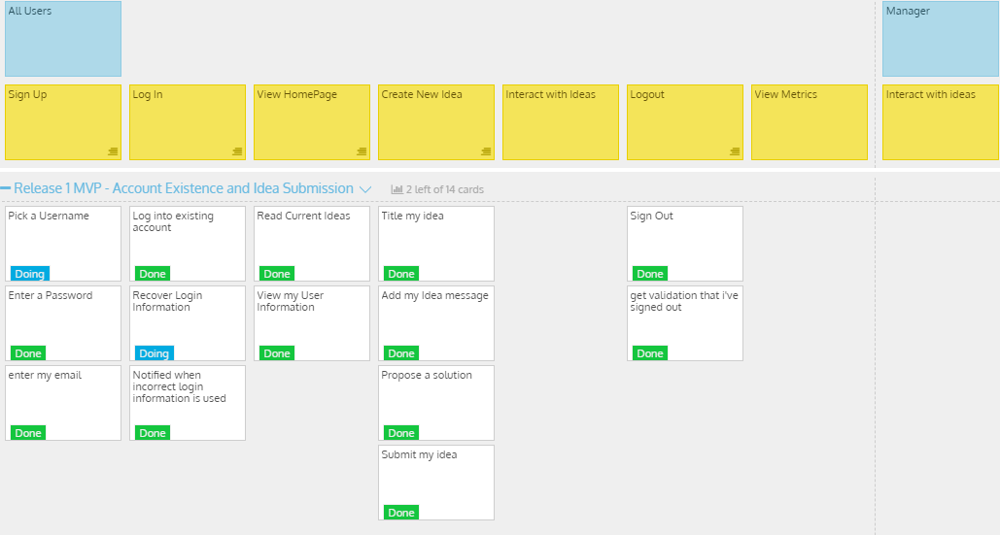 All Users
Manager
Sign Up
Log In
View HomePage
Create New Idea
Interact with Ideas
Logout
View Metrics
Interact with ideas
Release 1 MVP - Account Existence and Idea Submission
2 left of 14 cards
Pick a Username
Doing
Log into existing
account
Done
Read Current Ideas
Done
Title my idea
Done
Sign Out
Done
Enter a Password
Done
Recover Login
Information
Doing
View my User
Information
Done
Add my Idea message
Done
get validation that i've
signed out
Done
enter my email
Done
Notified when
incorrect login
information is used
Done
Propose a solution
Done
Submit my idea
Done